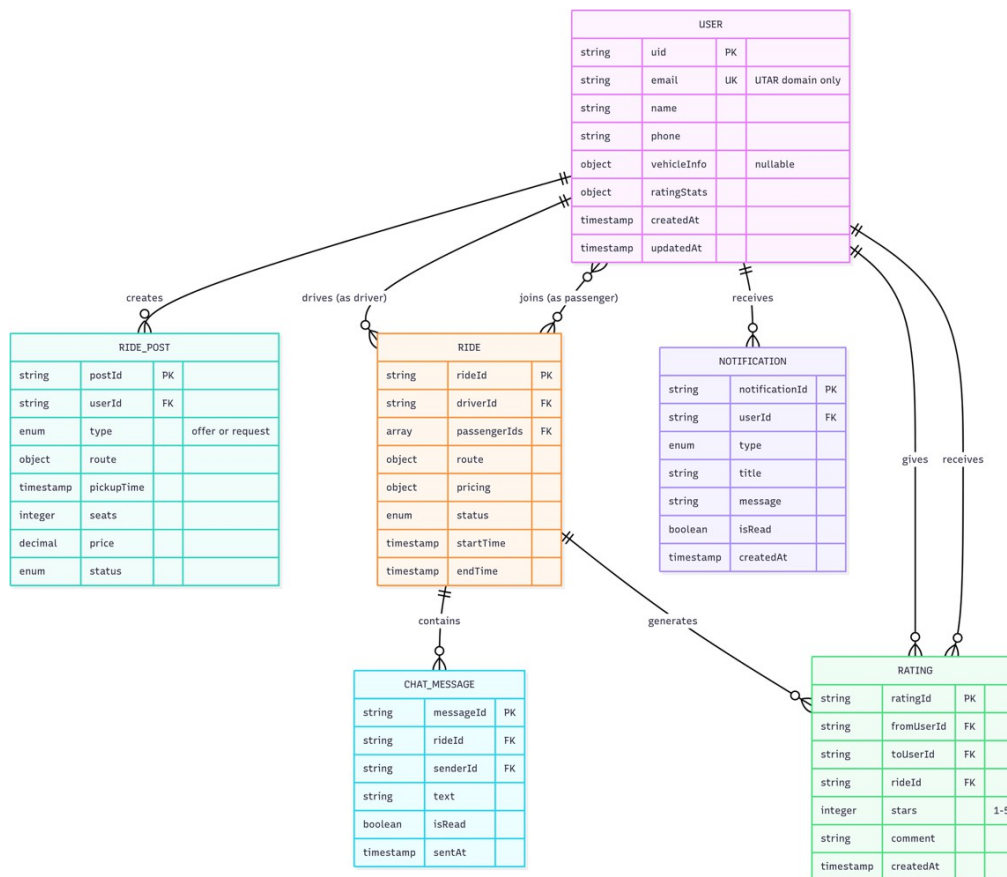 USER
string uid PK
string email UK UTAR domain only
string name
string phone
object vehicleInfo nullable
object ratingStats
timestamp createdAt
timestamp updatedAt
creates
drives (as driver)
joins (as passenger)
receives
RIDE_POST
string postId PK
string userId FK
enum type offer or request
object route
timestamp pickupTime
integer seats
decimal price
enum status
RIDE
string rideId PK
string driverId FK
array passengerIds FK
object route
object pricing
enum status
timestamp startTime
timestamp endTime
NOTIFICATION
string notificationId PK
string userId FK
enum type
string title
string message
boolean isRead
timestamp createdAt
gives
receives
contains
generates
CHAT_MESSAGE
string messageId PK
string rideId FK
string senderId FK
string text
boolean isRead
timestamp sentAt
RATING
string ratingId PK
string fromUserId FK
string toUserId FK
string rideId FK
integer stars 1-5
string comment
timestamp createdAt